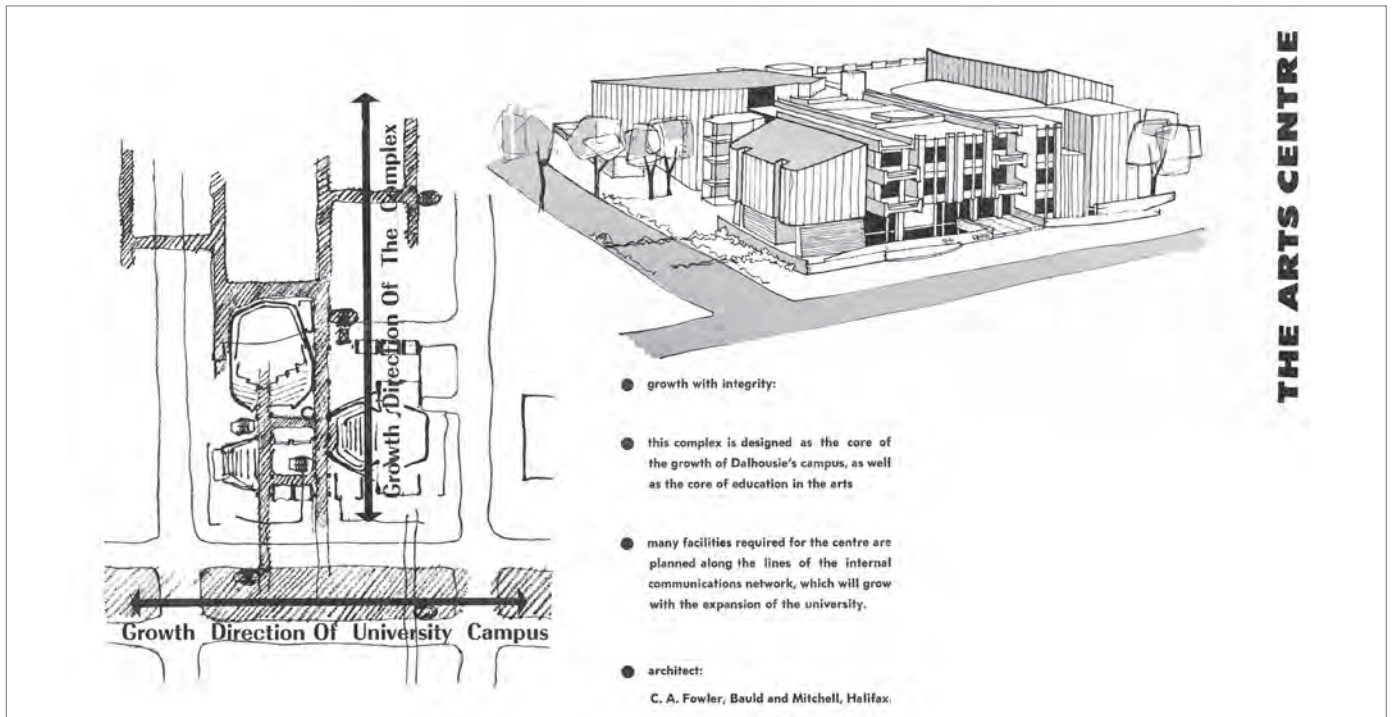 THE ARTS CENTRE
Growth Direction Of The Complex
Growth Direction Of University Campus
growth with integrity:
this complex is designed as the core of
the growth of Dalhousie's campus, as well
as the core of education in the arts
many facilities required for the centre are
planned along the lines of the internal
communications network, which will grow
with the expansion of the university.
architect:
C. A. Fowler, Bauld and Mitchell, Halifax.